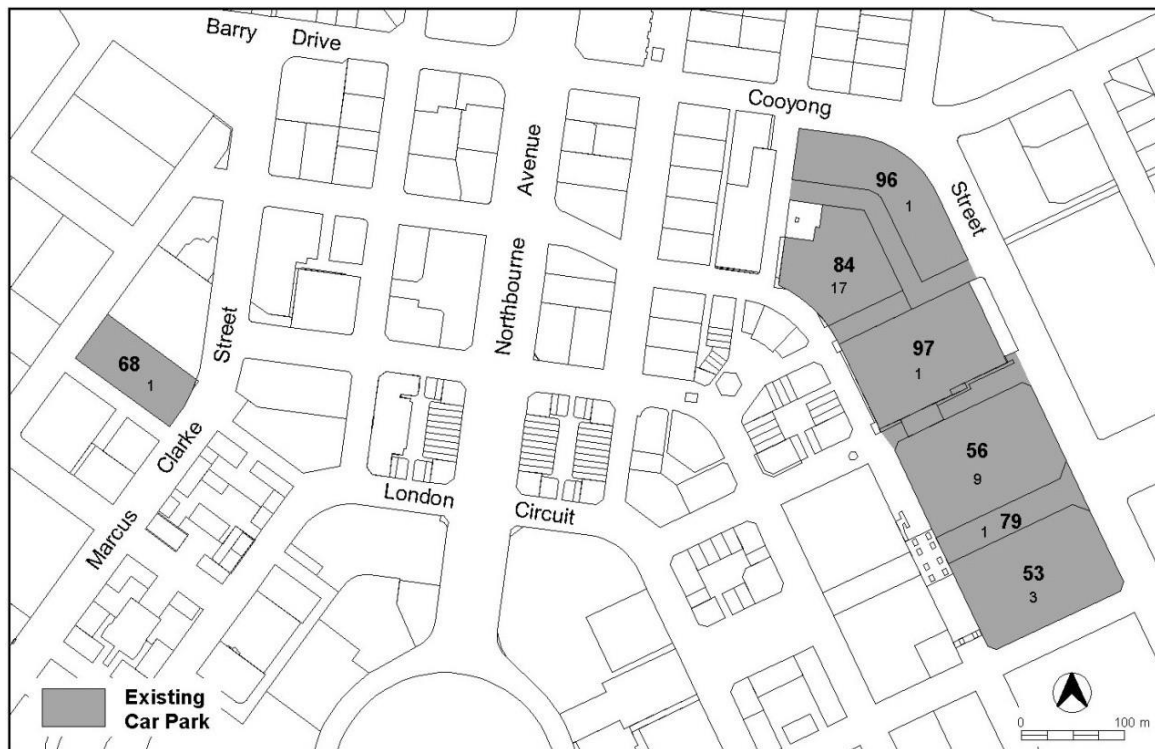 Barry Drive
Cooyong
Street
Avenue
Northbourne
Street
Clarke
Marcus
London
Circuit
96
1
84
17
97
1
68
1
56
9
79
1
53
3
Existing
Car Park
0 100 m